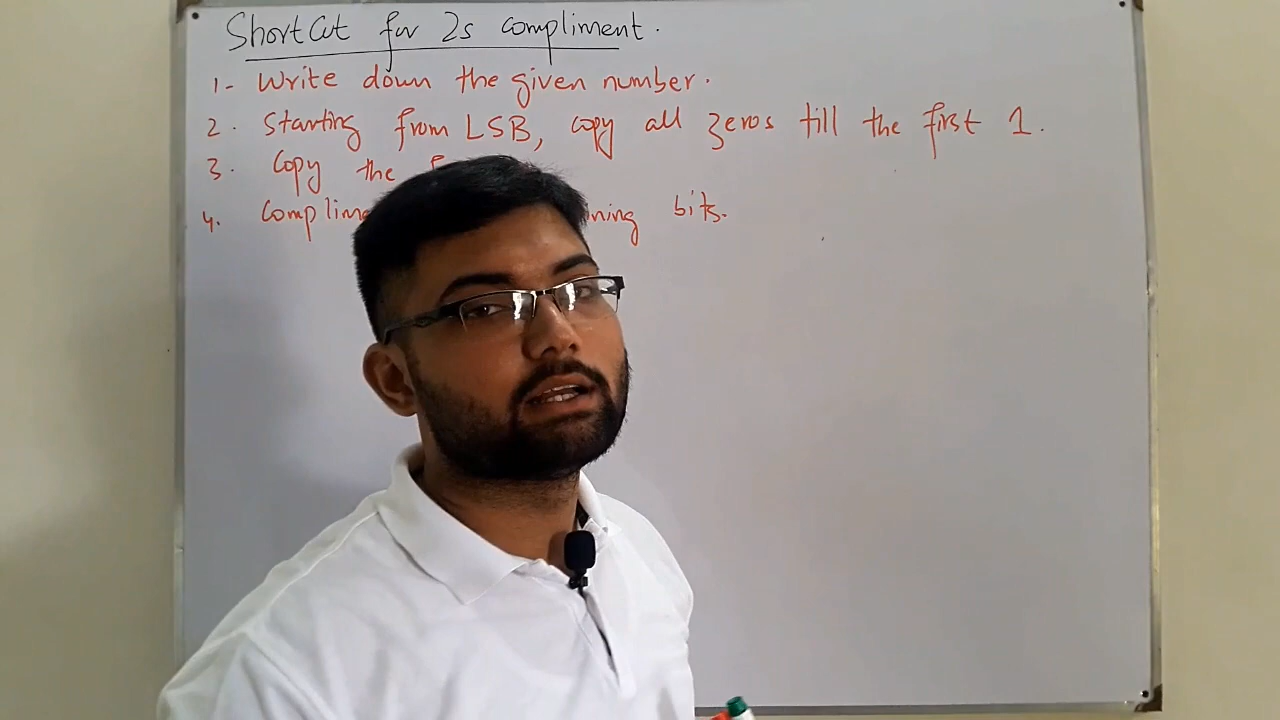 Shortcut for 2s compliment.
1- Write down the given number.
2. Starting from LSB, copy all zeros till the first 1.
3. Copy the
4. bits.